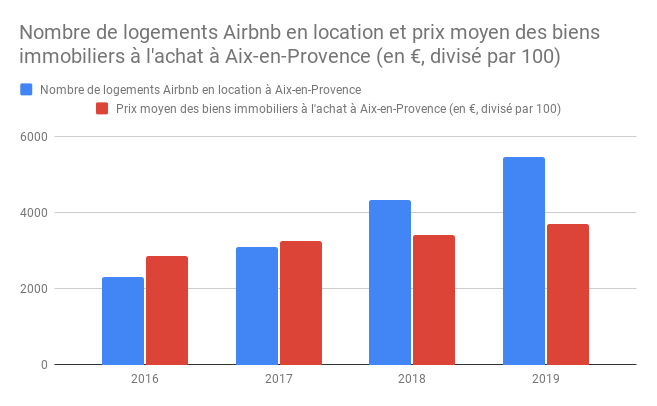 Nombre de logements Airbnb en location et prix moyen des biens
immobiliers à l'achat à Aix-en-Provence (en €, divisé par 100)
Nombre de logements Airbnb en location à Aix-en-Provence
Prix moyen des biens immobiliers à l'achat à Aix-en-Provence (en €, divisé par 100)
6000
4000
2000
0
2016 2017 2018 2019